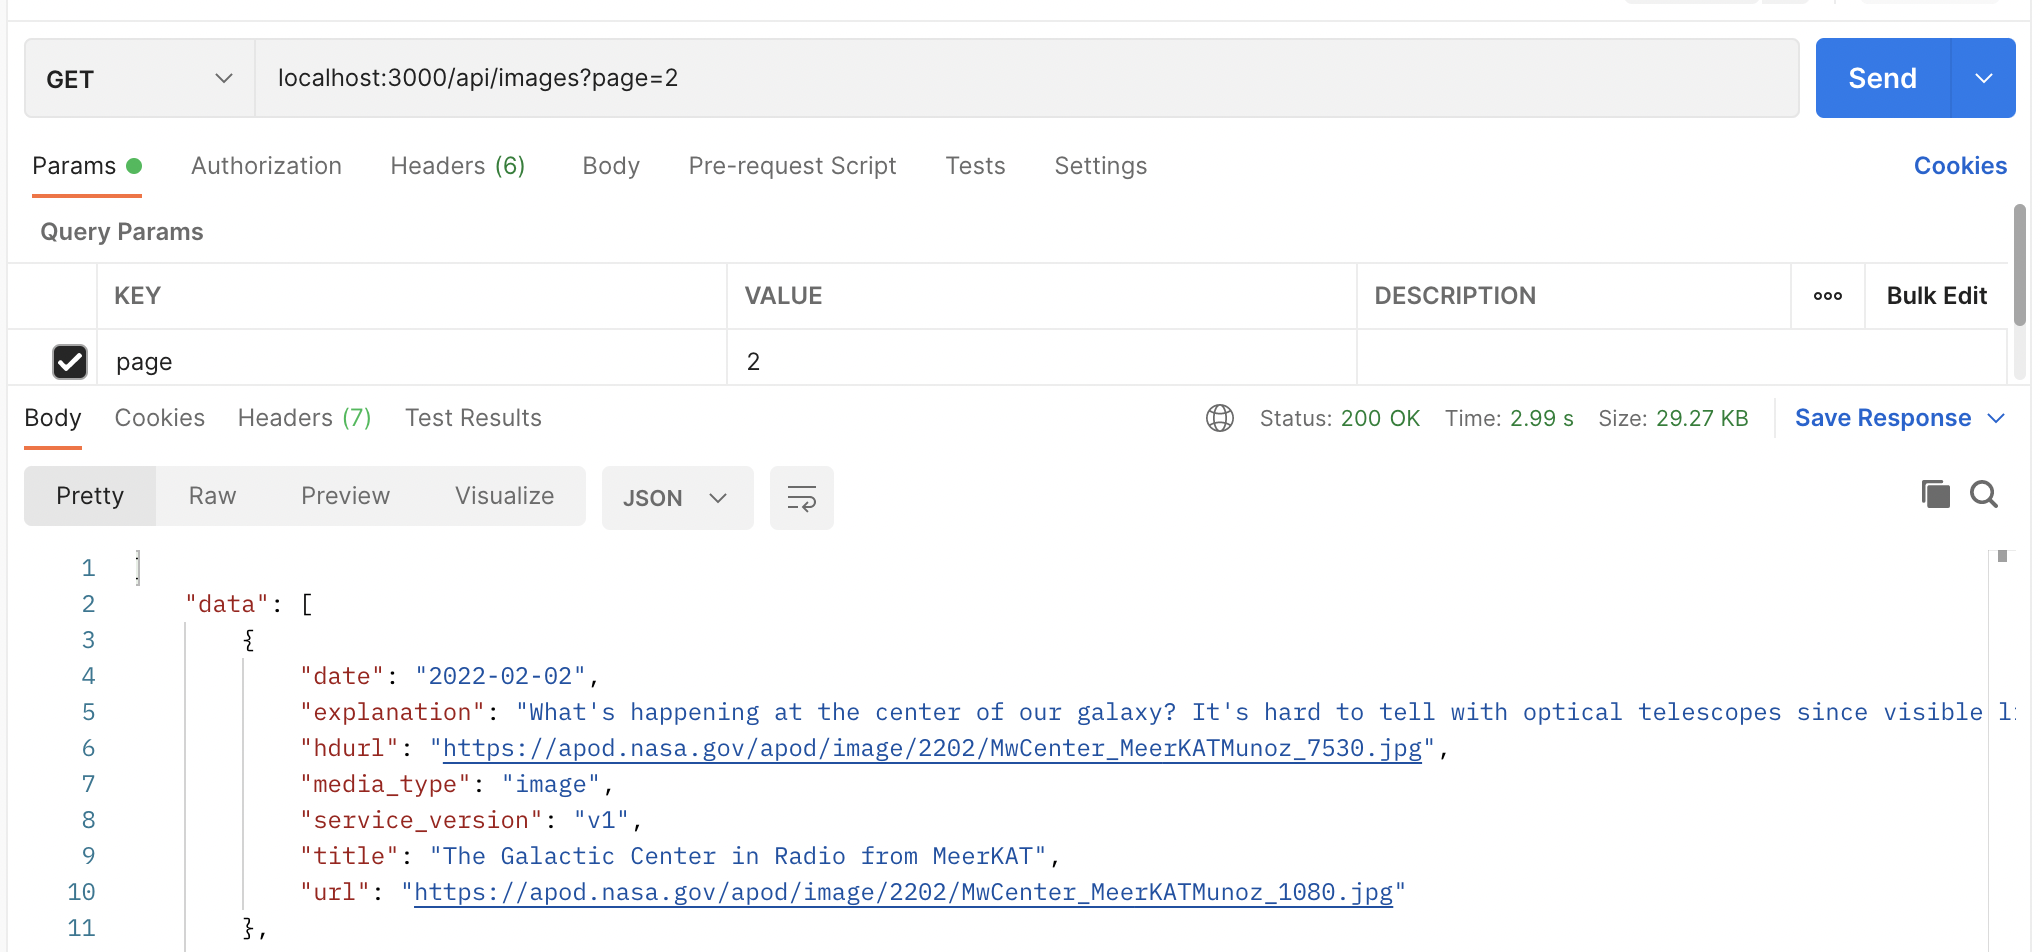 GET localhost:3000/api/images?page=2 Send
Params Authorization Headers (6) Body Pre-request Script Tests Settings Cookies
Query Params
KEY VALUE DESCRIPTION ooo Bulk Edit
page 2
Body Cookies Headers (7) Test Results Status: 200 OK Time: 2.99 s Size: 29.27 KB Save Response
Pretty Raw Preview Visualize JSON
1
2 "data": [
3 {
4 "date": "2022-02-02",
5 "explanation": "What's happening at the center of our galaxy? It's hard to tell with optical telescopes since visible
6 "hdurl": "https://apod.nasa.gov/apod/image/2202/MwCenter_MeerKATMunoz_7530.jpg",
7 "media_type": "image",
8 "service_version": "v1",
9 "title": "The Galactic Center in Radio from MeerKAT",
10 "url": "https://apod.nasa.gov/apod/image/2202/MwCenter_MeerKATMunoz_1080.jpg"
11 },